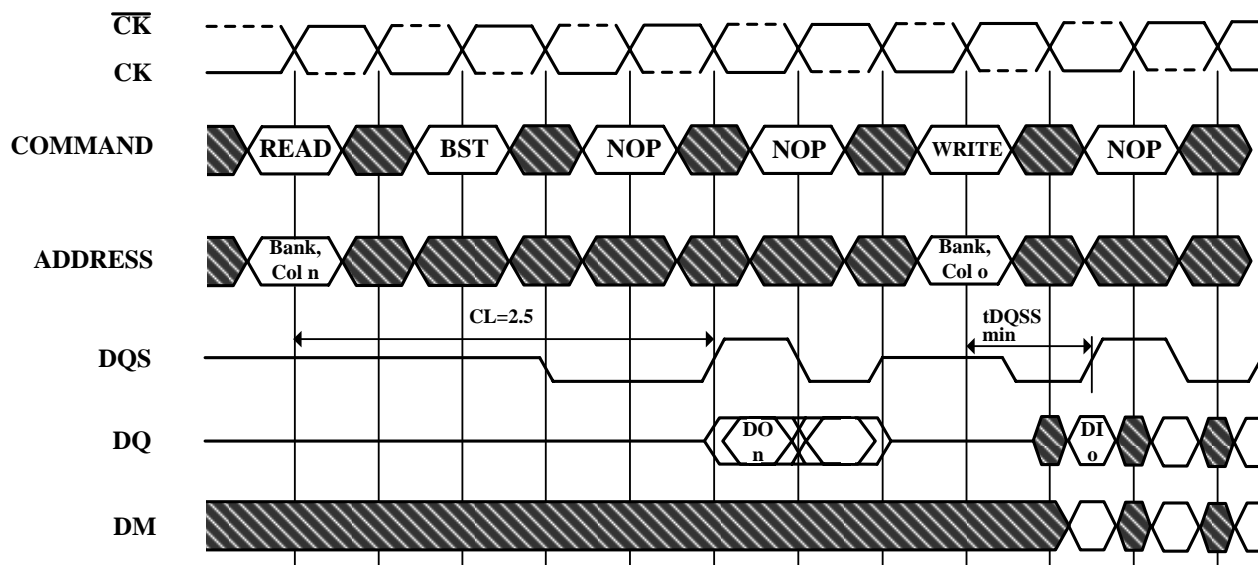 C̅K̅
CK
COMMAND
READ
BST
NOP
NOP
WRITE
NOP
ADDRESS
Bank,
Col n
Bank,
Col o
CL=2.5
tDQSS
min
DQS
DQ
DO
n
DI
o
DM